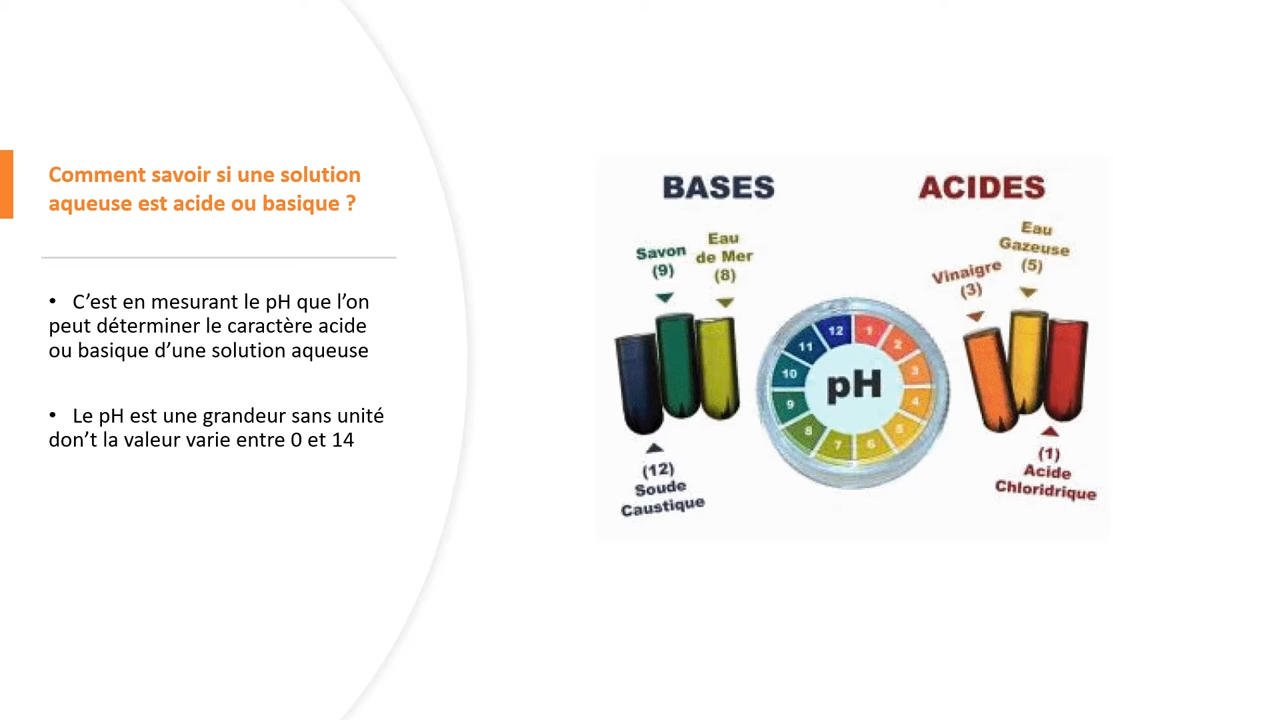 Comment savoir si une solution
aqueuse est acide ou basique ?
• C’est en mesurant le pH que l’on
peut déterminer le caractère acide
ou basique d’une solution aqueuse
• Le pH est une grandeur sans unité
don’t la valeur varie entre 0 et 14
BASES
ACIDES
Savon
(9)
Eau
de Mer
(8)
Vinaigre
(3)
Eau
Gazeuse
(5)
12
1
11
2
10
3
pH
9
4
8
5
7
6
(12)
Soude
Caustique
(1)
Acide
Chloridrique